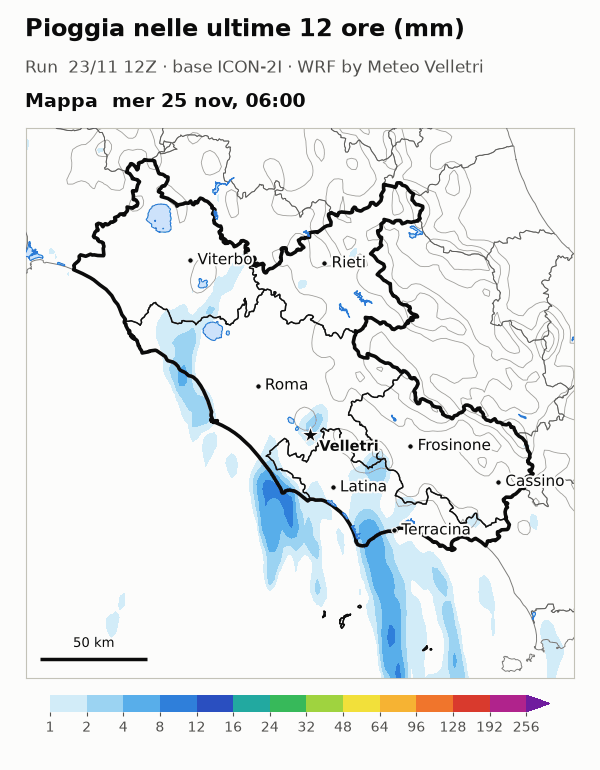 Pioggia nelle ultime 12 ore (mm)
Run  23/11 12Z · base ICON-2I · WRF by Meteo Velletri
Mappa  mer 25 nov, 06:00
Viterbo
Rieti
Roma
Velletri
Frosinone
Latina
Cassino
Terracina
50 km
1 2 4 8 12 16 24 32 48 64 96 128 192 256